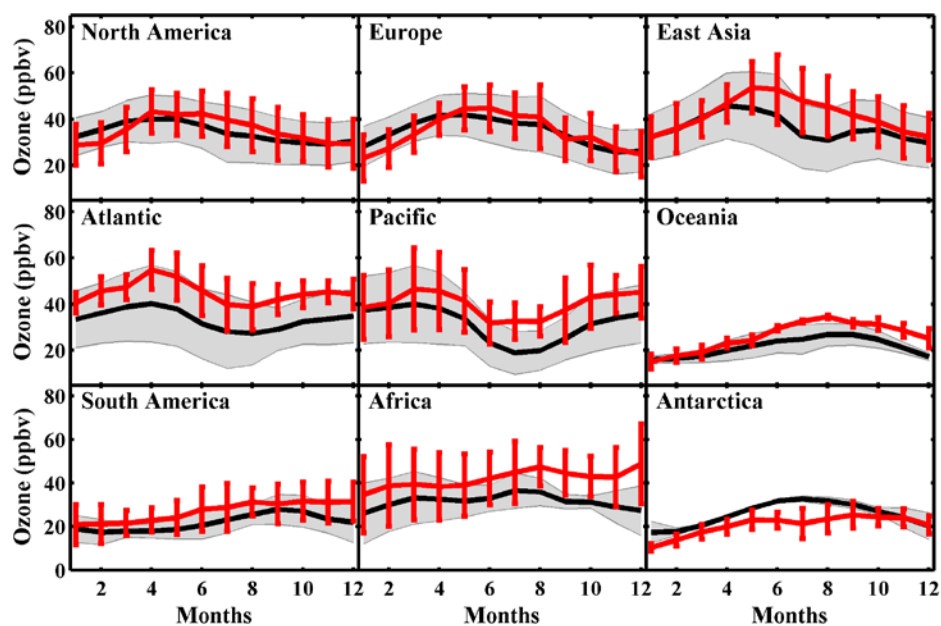 North America
Europe
East Asia
Ozone (ppbv)
80
60
40
20
Atlantic
Pacific
Oceania
Ozone (ppbv)
80
60
40
20
South America
Africa
Antarctica
Ozone (ppbv)
80
60
40
20
0
2 4 6 8 10 12
2 4 6 8 10 12
2 4 6 8 10 12
Months
Months
Months